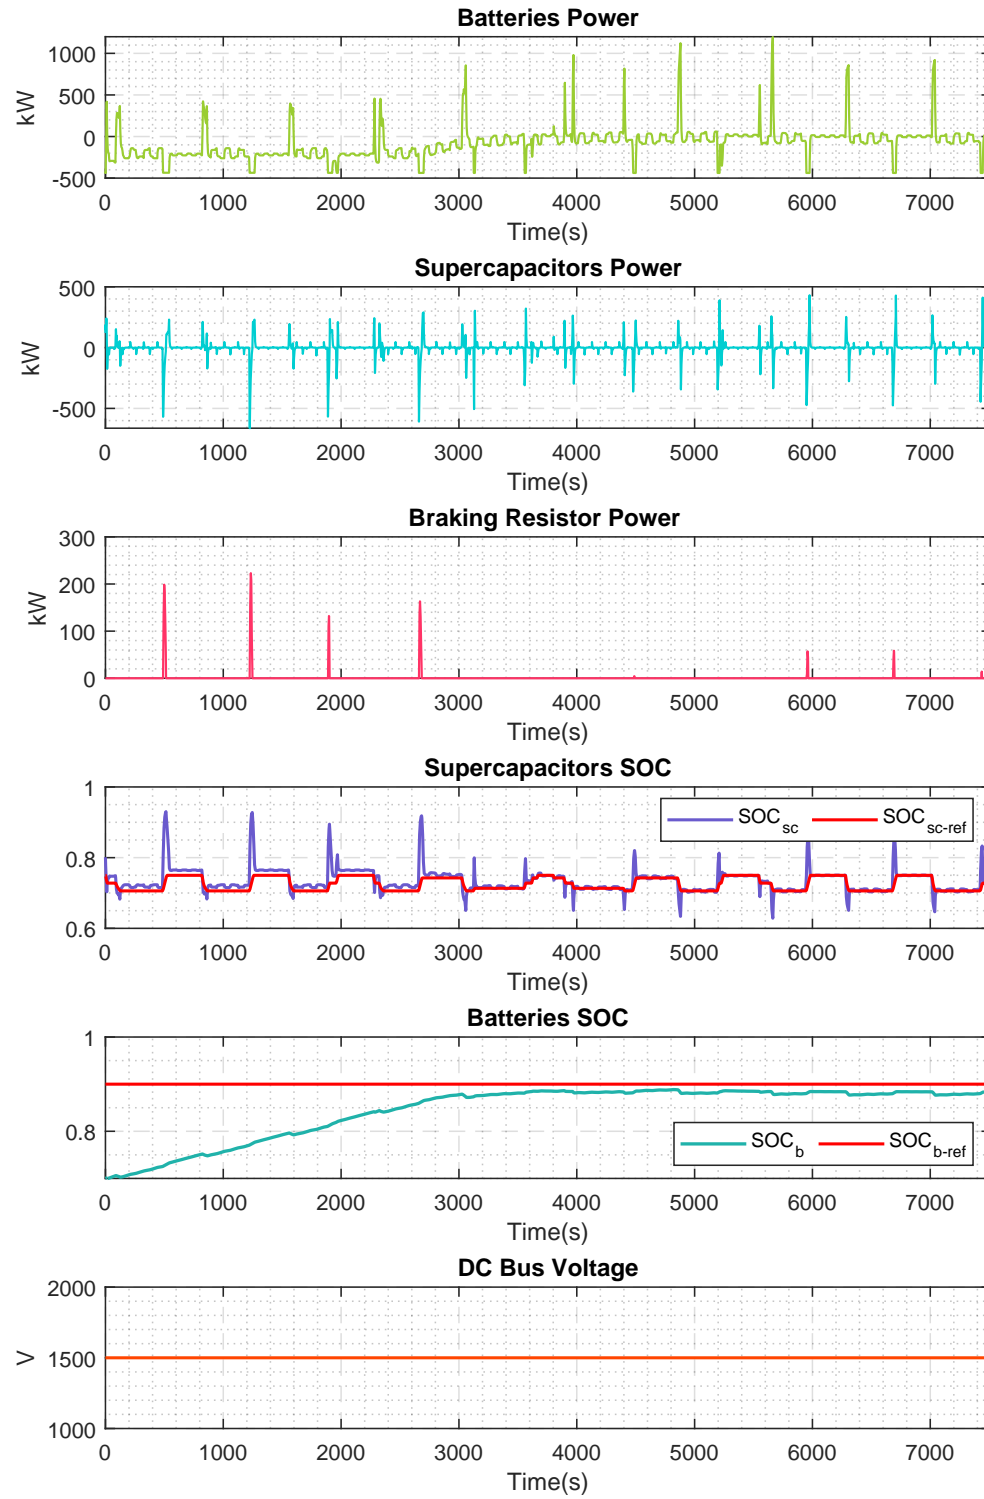 Batteries Power
kW
1000
500
0
-500
0 1000 2000 3000 4000 5000 6000 7000
Time(s)
Supercapacitors Power
kW
500
0
-500
0 1000 2000 3000 4000 5000 6000 7000
Time(s)
Braking Resistor Power
kW
300
200
100
0
0 1000 2000 3000 4000 5000 6000 7000
Time(s)
Supercapacitors SOC
1
0.8
0.6
SOC_sc SOC_sc-ref
0 1000 2000 3000 4000 5000 6000 7000
Time(s)
Batteries SOC
1
0.8
SOC_b SOC_b-ref
0 1000 2000 3000 4000 5000 6000 7000
Time(s)
DC Bus Voltage
V
2000
1500
1000
0 1000 2000 3000 4000 5000 6000 7000
Time(s)